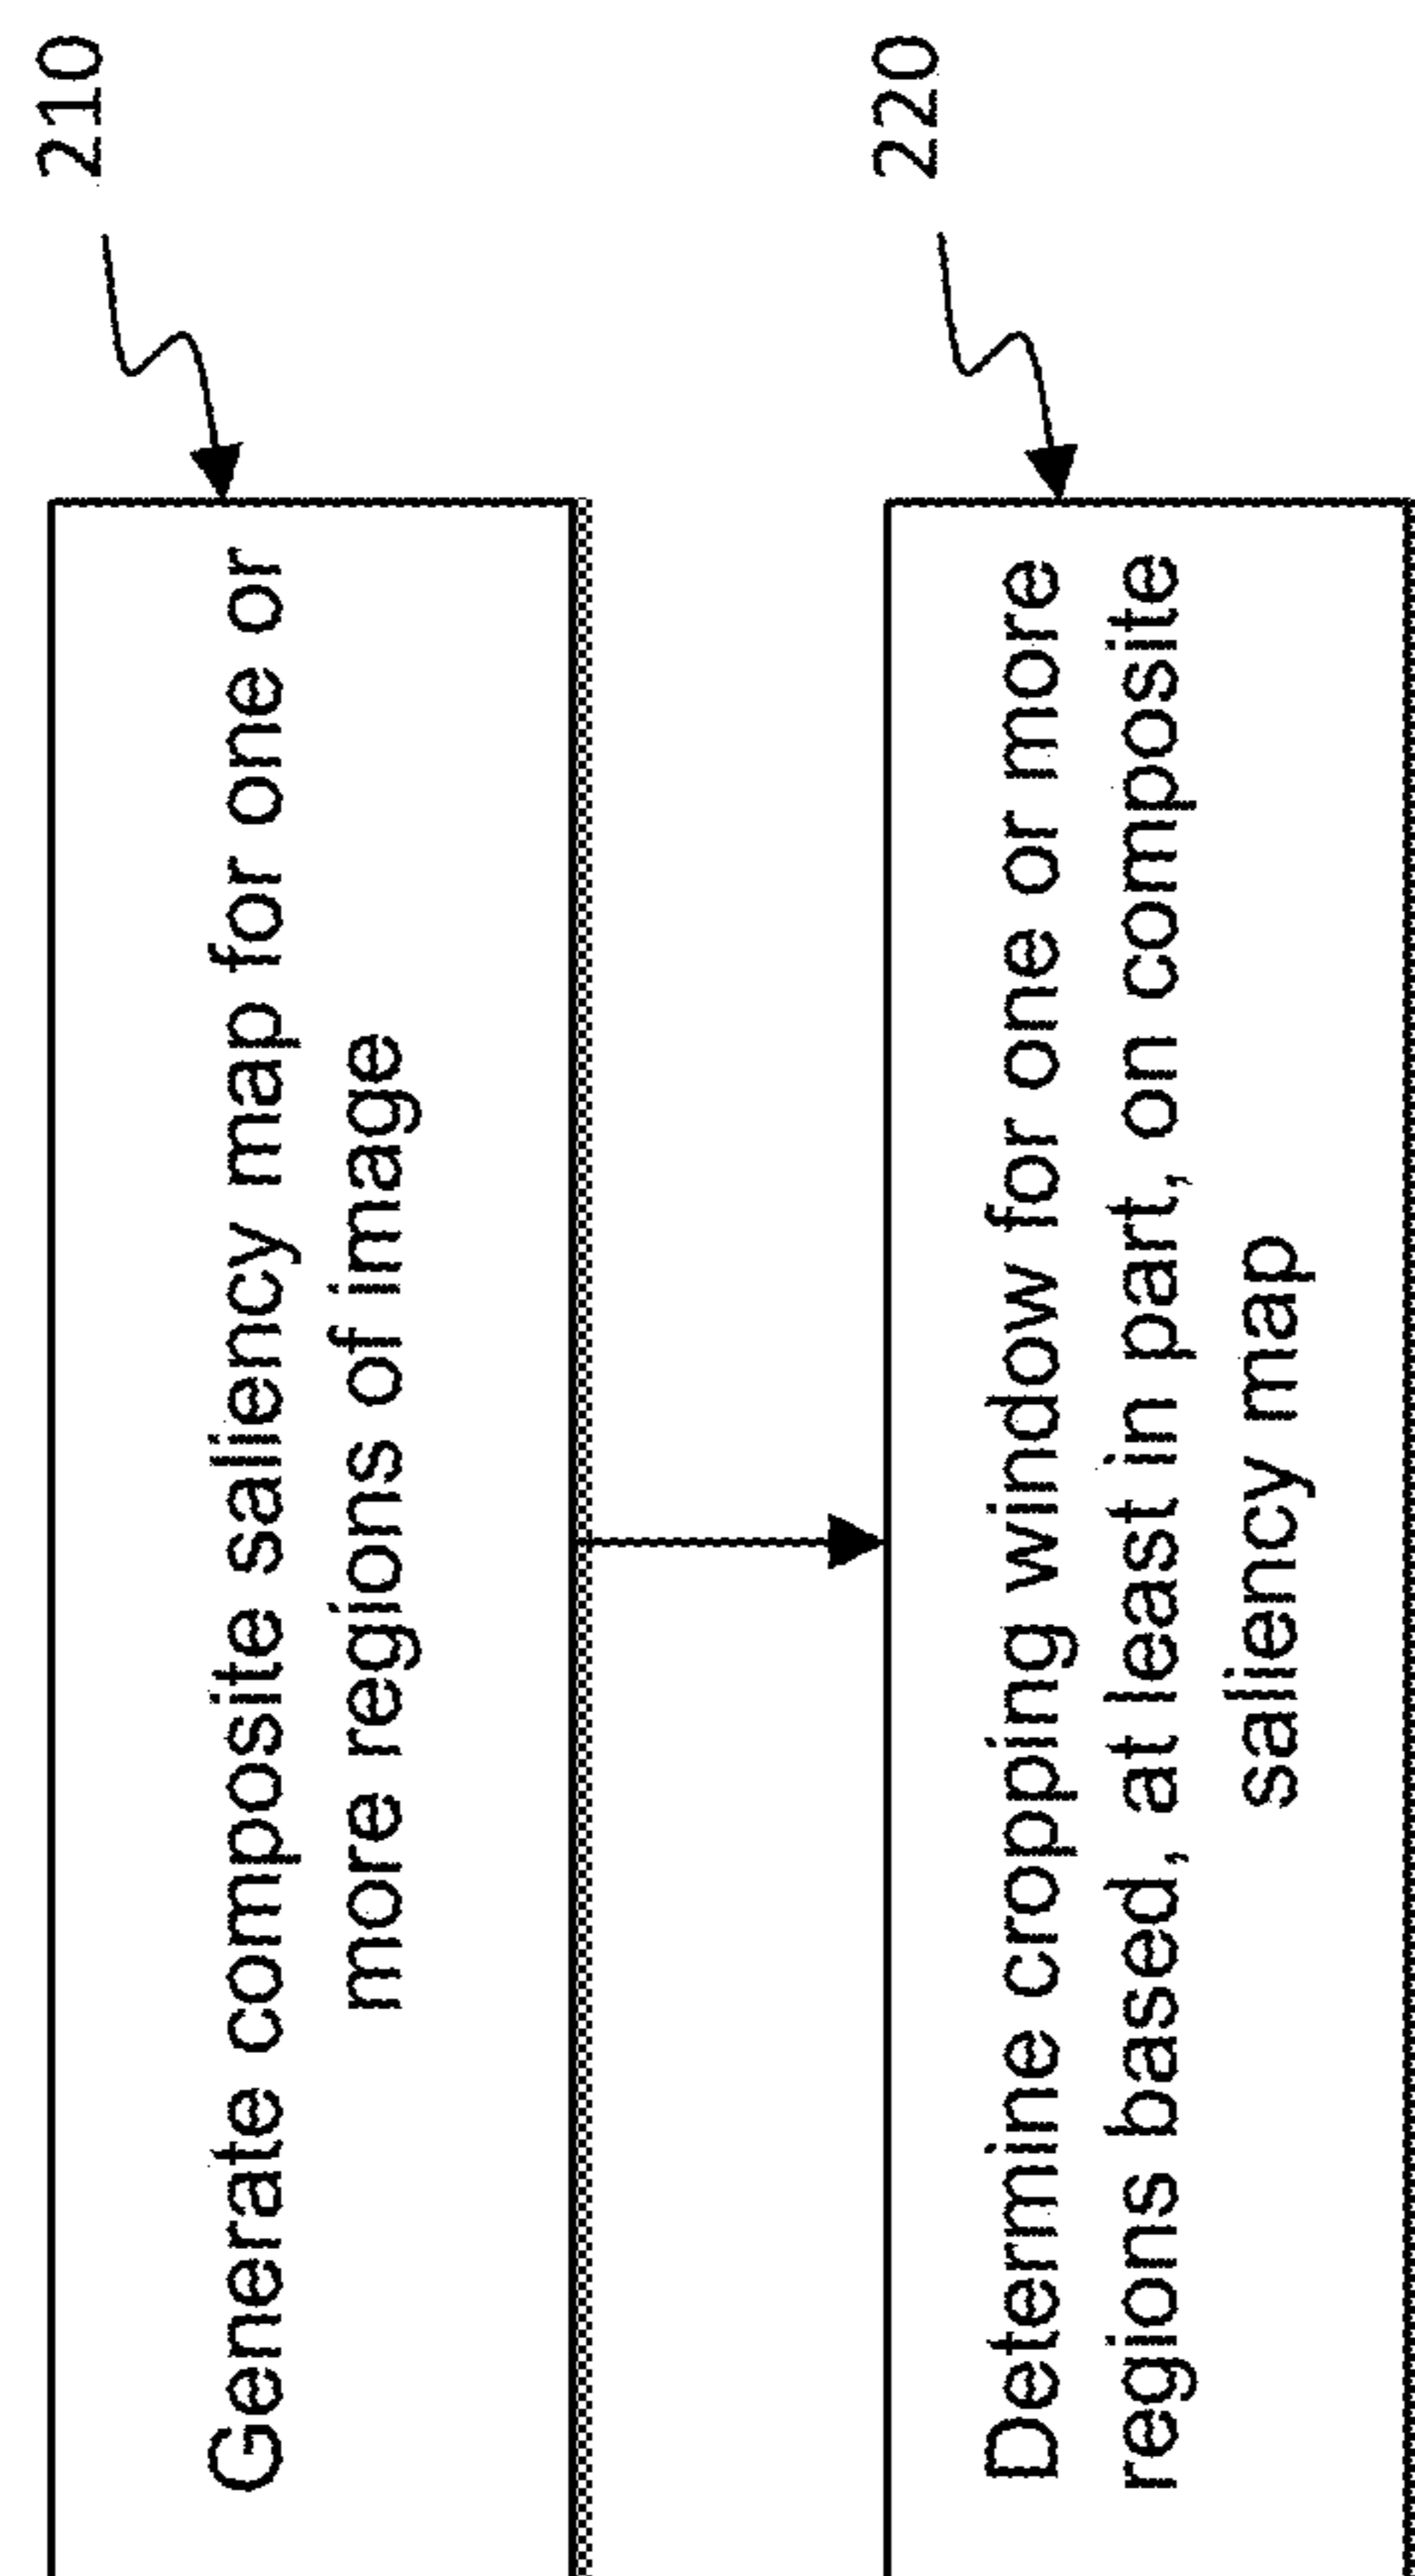 210
Generate composite saliency map for one or
more regions of image
220
Determine cropping window for one or more
regions based, at least in part, on composite
saliency map